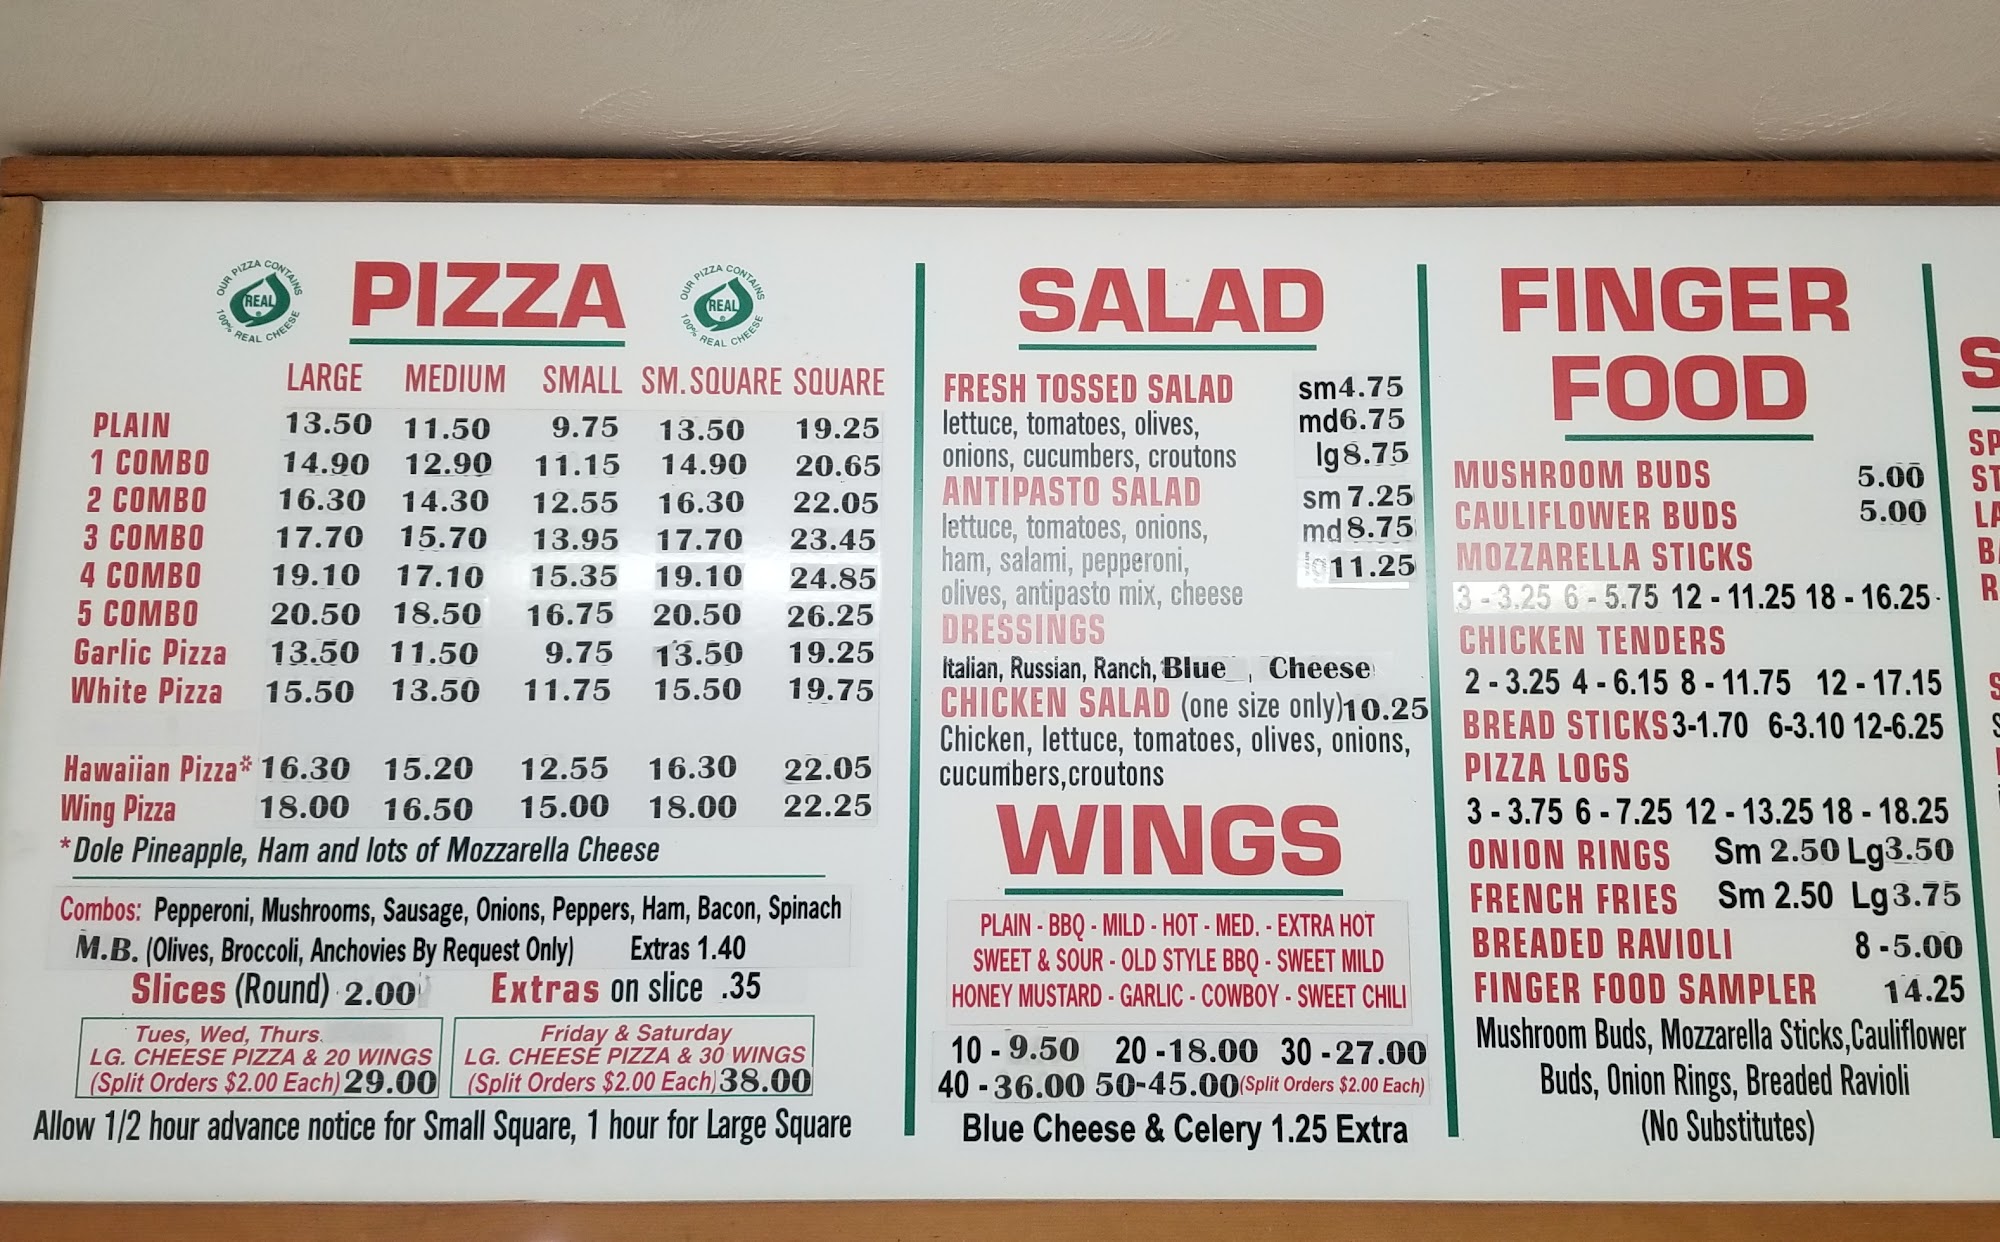 OUR PIZZA CONTAINS
REAL
100% REAL CHEESE
PIZZA
OUR PIZZA CONTAINS
REAL
100% REAL CHEESE
LARGE MEDIUM SMALL SM. SQUARE SQUARE
PLAIN 13.50 11.50 9.75 13.50 19.25
1 COMBO 14.90 12.90 11.15 14.90 20.65
2 COMBO 16.30 14.30 12.55 16.30 22.05
3 COMBO 17.70 15.70 13.95 17.70 23.45
4 COMBO 19.10 17.10 15.35 19.10 24.85
5 COMBO 20.50 18.50 16.75 20.50 26.25
Garlic Pizza 13.50 11.50 9.75 13.50 19.25
White Pizza 15.50 13.50 11.75 15.50 19.75
Hawaiian Pizza* 16.30 15.20 12.55 16.30 22.05
Wing Pizza 18.00 16.50 15.00 18.00 22.25
*Dole Pineapple, Ham and lots of Mozzarella Cheese
Combos: Pepperoni, Mushrooms, Sausage, Onions, Peppers, Ham, Bacon, Spinach
M.B. (Olives, Broccoli, Anchovies By Request Only) Extras 1.40
Slices (Round) 2.00 Extras on slice .35
Tues, Wed, Thurs.
LG. CHEESE PIZZA & 20 WINGS
(Split Orders $2.00 Each) 29.00
Friday & Saturday
LG. CHEESE PIZZA & 30 WINGS
(Split Orders $2.00 Each) 38.00
Allow 1/2 hour advance notice for Small Square, 1 hour for Large Square
SALAD
FRESH TOSSED SALAD sm 4.75
lettuce, tomatoes, olives, md 6.75
onions, cucumbers, croutons lg 8.75
ANTIPASTO SALAD sm 7.25
lettuce, tomatoes, onions, md 8.75
ham, salami, pepperoni, lg 11.25
olives, antipasto mix, cheese
DRESSINGS
Italian, Russian, Ranch, Blue , Cheese
CHICKEN SALAD (one size only) 10.25
Chicken, lettuce, tomatoes, olives, onions,
cucumbers,croutons
WINGS
PLAIN - BBQ - MILD - HOT - MED. - EXTRA HOT
SWEET & SOUR - OLD STYLE BBQ - SWEET MILD
HONEY MUSTARD - GARLIC - COWBOY - SWEET CHILI
10 - 9.50 20 -18.00 30 -27.00
40 - 36.00 50-45.00 (Split Orders $2.00 Each)
Blue Cheese & Celery 1.25 Extra
FINGER
FOOD
MUSHROOM BUDS 5.00
CAULIFLOWER BUDS 5.00
MOZZARELLA STICKS
3 - 3.25 6 - 5.75 12 - 11.25 18 - 16.25
CHICKEN TENDERS
2 - 3.25 4 - 6.15 8 - 11.75 12 - 17.15
BREAD STICKS 3-1.70 6-3.10 12-6.25
PIZZA LOGS
3 - 3.75 6 - 7.25 12 - 13.25 18 - 18.25
ONION RINGS Sm 2.50 Lg 3.50
FRENCH FRIES Sm 2.50 Lg 3.75
BREADED RAVIOLI 8 -5.00
FINGER FOOD SAMPLER 14.25
Mushroom Buds, Mozzarella Sticks,Cauliflower
Buds, Onion Rings, Breaded Ravioli
(No Substitutes)